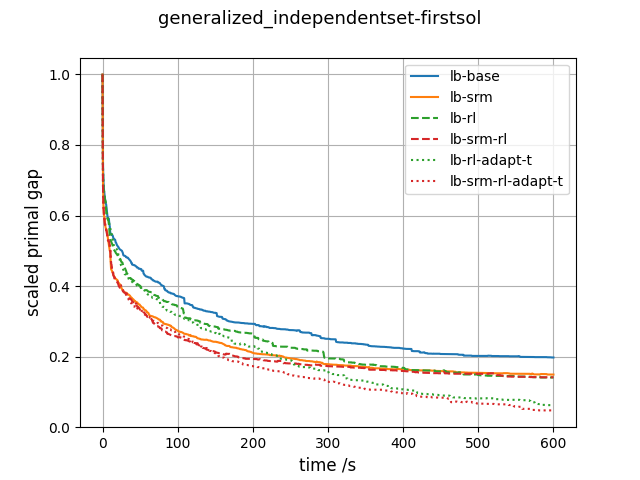 generalized_independentset-firstsol
scaled primal gap
1.0
0.8
0.6
0.4
0.2
0.0
lb-base
lb-srm
lb-rl
lb-srm-rl
lb-rl-adapt-t
lb-srm-rl-adapt-t
0 100 200 300 400 500 600
time /s